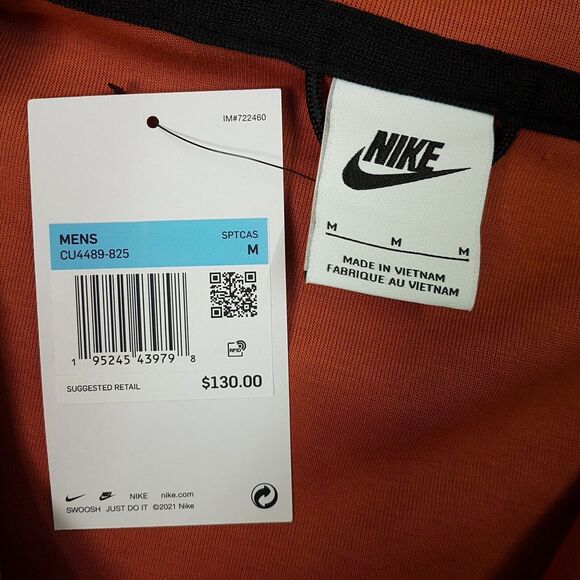 IM#722460
MENS SPTCAS
CU4489-825 M
1 95245 43979 8
RFID
SUGGESTED RETAIL $130.00
NIKE nike.com
SWOOSH JUST DO IT ©2021 Nike
NIKE
M M M
MADE IN VIETNAM
FABRIQUE AU VIETNAM